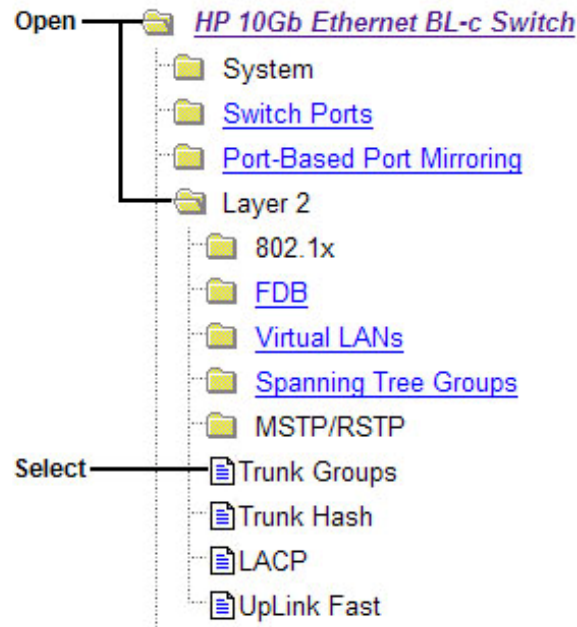 Open HP 10Gb Ethernet BL-c Switch
System
Switch Ports
Port-Based Port Mirroring
Layer 2
802.1x
FDB
Virtual LANs
Spanning Tree Groups
MSTP/RSTP
Select Trunk Groups
Trunk Hash
LACP
UpLink Fast